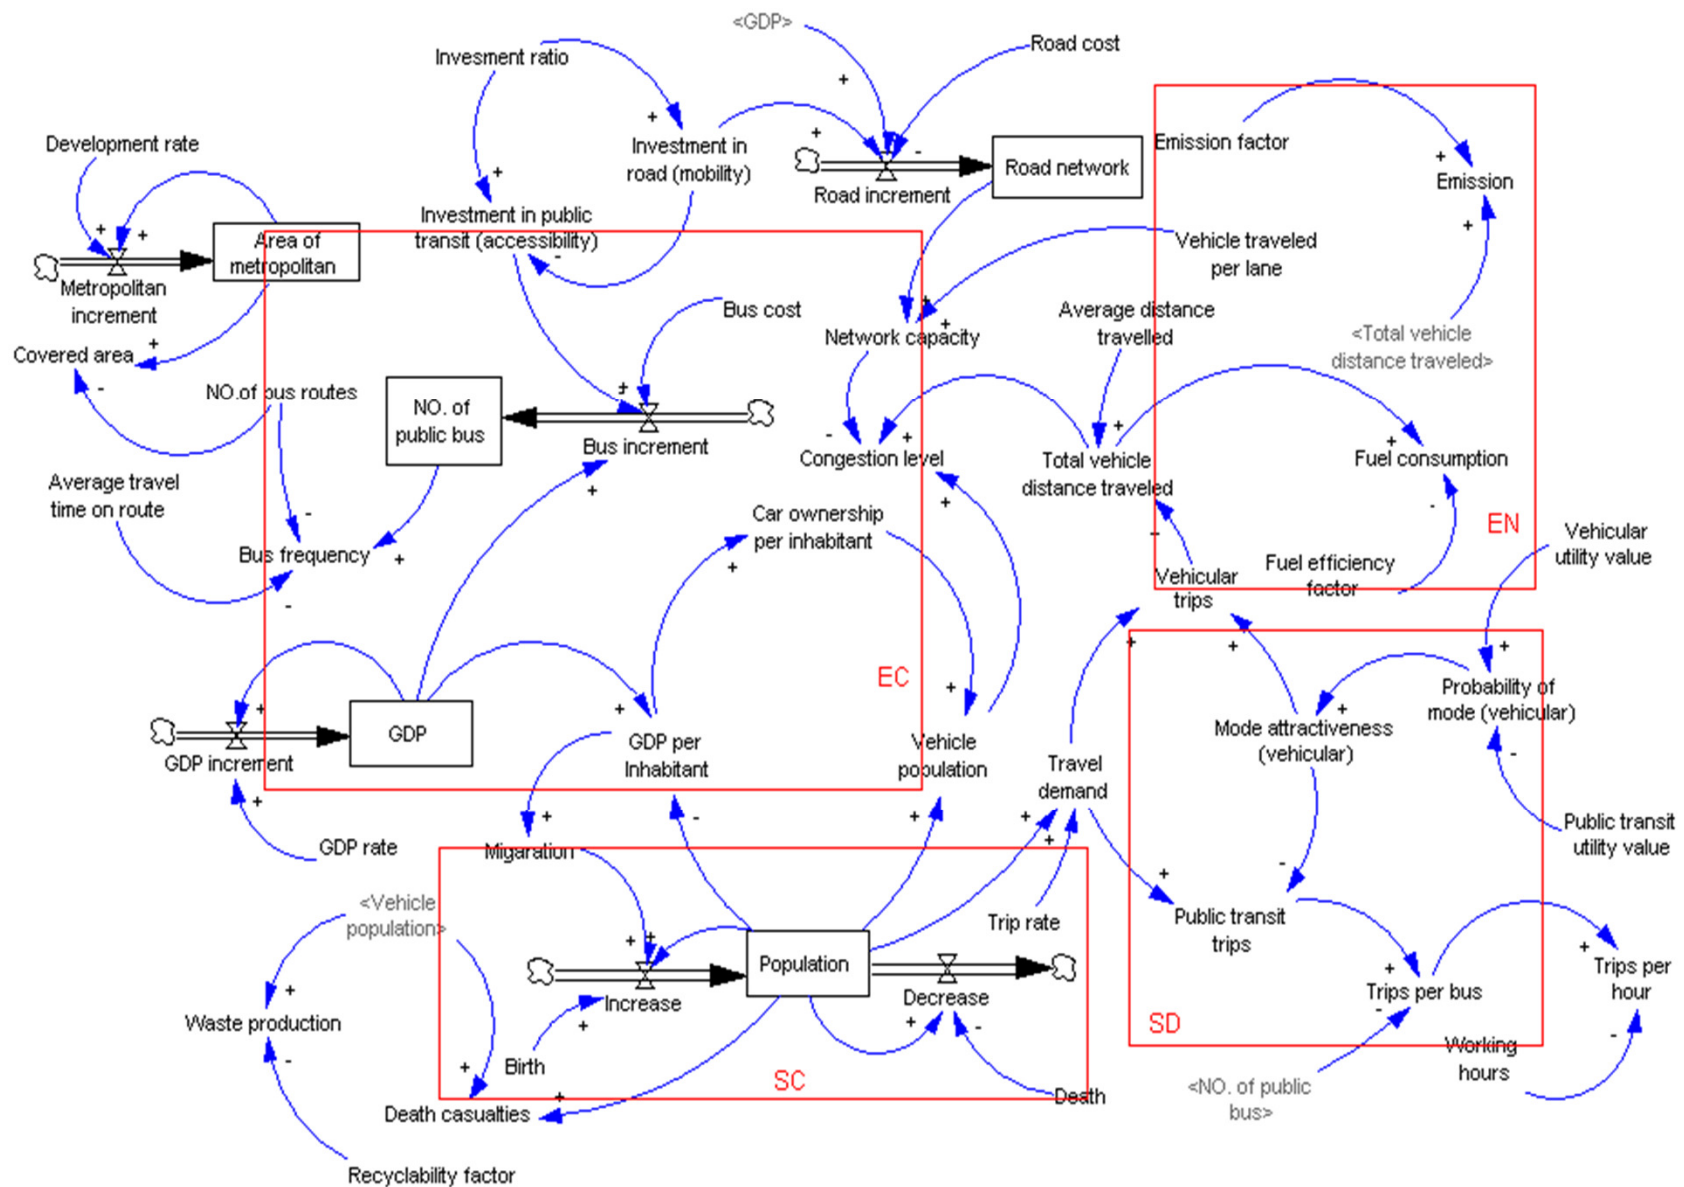 <GDP>
Road cost
Invesment ratio
Development rate
Investment in
road (mobility)
Road increment
Road network
Emission factor
Emission
Investment in public
transit (accessibility)
Area of
metropolitan
Metropolitan
increment
Vehicle traveled
per lane
Bus cost
Average distance
travelled
Network capacity
<Total vehicle
distance traveled>
Covered area
NO.of bus routes
NO. of
public bus
Bus increment
Congestion level
Total vehicle
distance traveled
Fuel consumption
Average travel
time on route
Car ownership
per inhabitant
EN
Vehicular
utility value
Bus frequency
Vehicular
trips
Fuel efficiency
factor
EC
Probability of
mode (vehicular)
Mode attractiveness
(vehicular)
GDP
GDP increment
GDP per
Inhabitant
Vehicle
population
Travel
demand
GDP rate
Migaration
Public transit
utility value
<Vehicle
population>
Trip rate
Public transit
trips
Population
Increase
Decrease
Trips per bus
Trips per
hour
Waste production
SD
Working
hours
Birth
SC
Death
Death casualties
<NO. of public
bus>
Recyclability factor